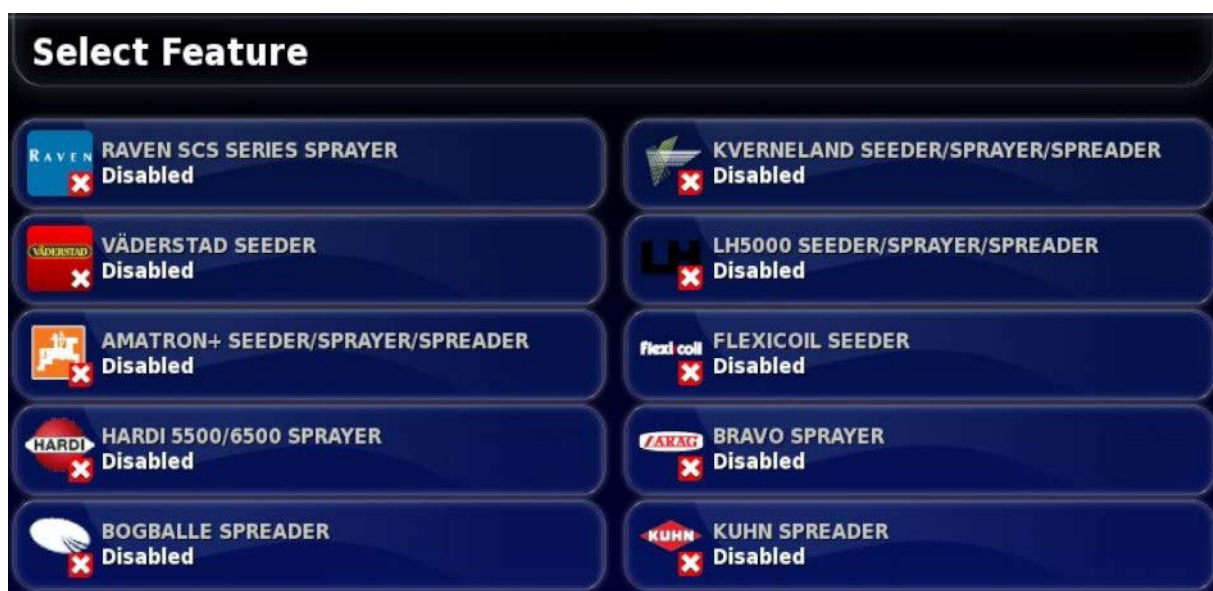 Select Feature
RAVEN
RAVEN SCS SERIES SPRAYER
Disabled
KVERNELAND SEEDER/SPRAYER/SPREADER
Disabled
VÄDERSTAD
VÄDERSTAD SEEDER
Disabled
LH
LH5000 SEEDER/SPRAYER/SPREADER
Disabled
AMATRON+ SEEDER/SPRAYER/SPREADER
Disabled
flexi coil
FLEXICOIL SEEDER
Disabled
HARDI
HARDI 5500/6500 SPRAYER
Disabled
ARAG
BRAVO SPRAYER
Disabled
BOGBALLE SPREADER
Disabled
KUHN
KUHN SPREADER
Disabled